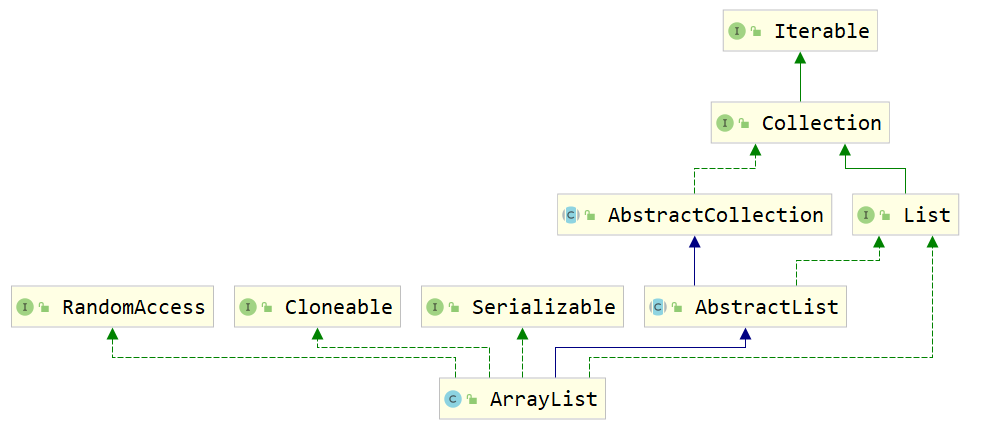 I Iterable
I Collection
C AbstractCollection
I List
I RandomAccess
I Cloneable
I Serializable
C AbstractList
C ArrayList